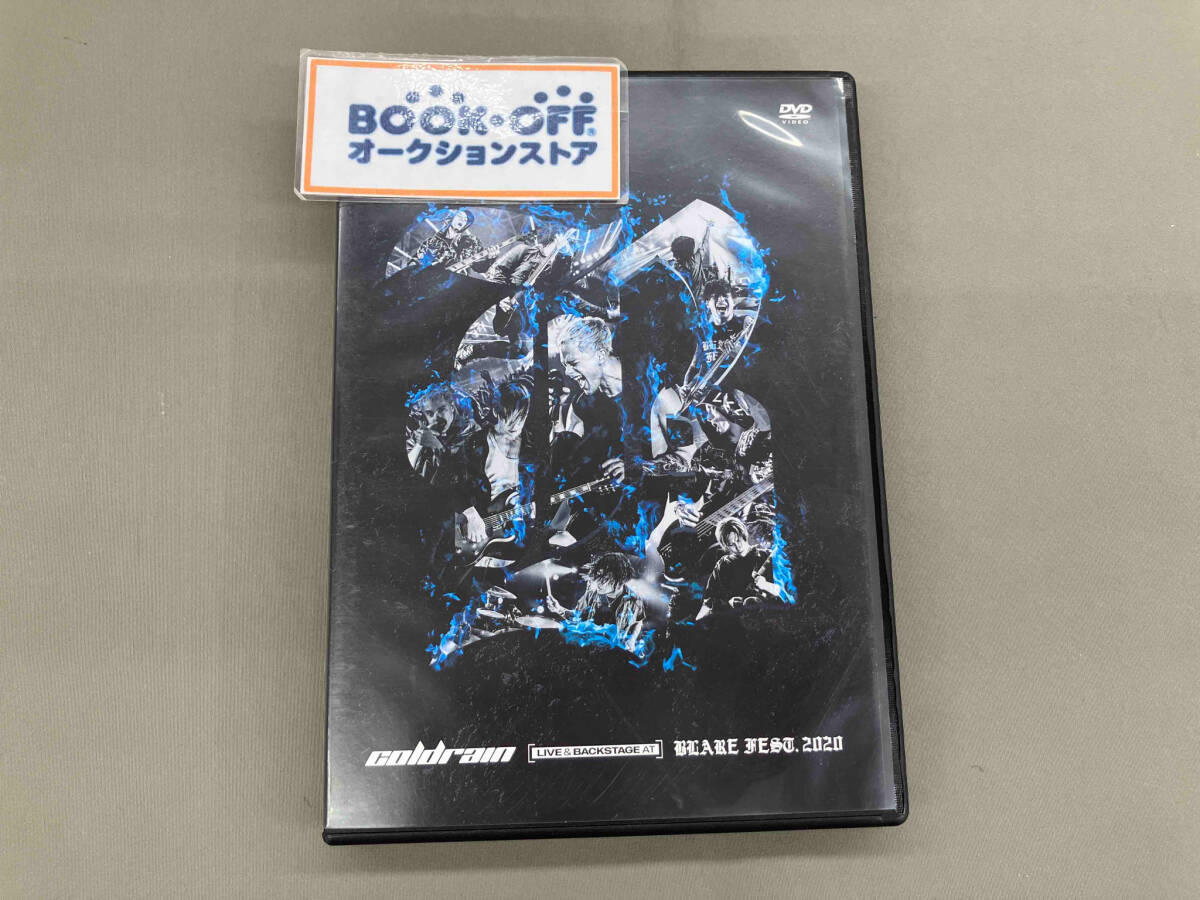 BOOK・OFF®
オークションストア
DVD
VIDEO
coldrain [LIVE & BACKSTAGE AT] BLARE FEST. 2020